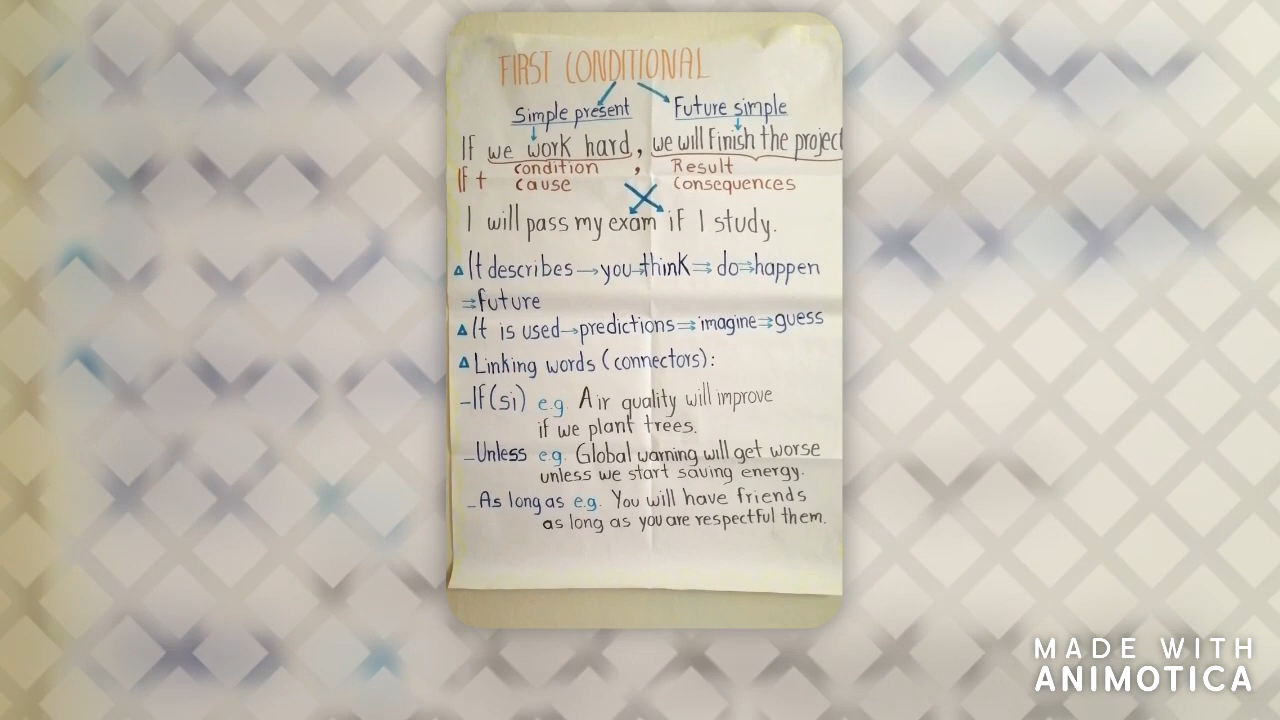 FIRST CONDITIONAL
Simple present Future simple
If we work hard, we will finish the project
If + condition , Result
cause Consequences
I will pass my exam if I study.
∆ It describes → you → think ⇒ do ⇒ happen
⇒ future
∆ It is used → predictions ⇒ imagine ⇒ guess
∆ Linking words (connectors):
- If (si) e.g. Air quality will improve
if we plant trees.
- Unless e.g. Global warning will get worse
unless we start saving energy.
- As long as e.g. You will have friends
as long as you are respectful them.
MADE WITH
ANIMOTICA